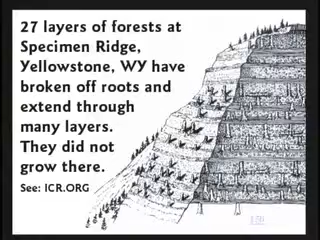 27 layers of forests at
Specimen Ridge,
Yellowstone, WY have
broken off roots and
extend through
many layers.
They did not
grow there.
See: ICR.ORG